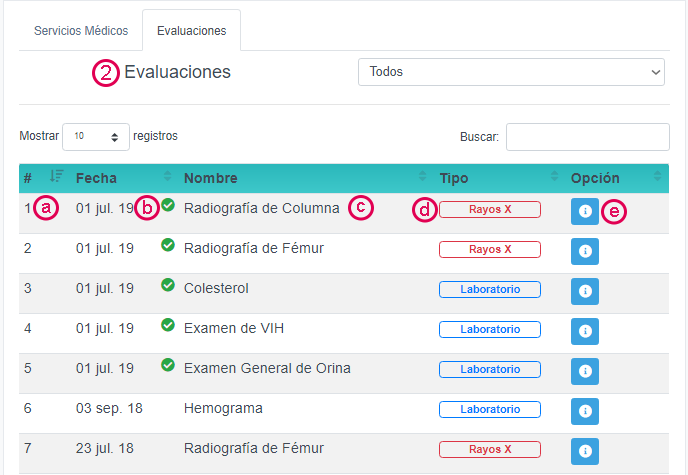 Servicios Médicos Evaluaciones
2 Evaluaciones Todos
Mostrar 10 registros Buscar:
# Fecha Nombre Tipo Opción
1 a 01 jul. 19 b Radiografía de Columna c d Rayos X e
2 01 jul. 19 Radiografía de Fémur Rayos X
3 01 jul. 19 Colesterol Laboratorio
4 01 jul. 19 Examen de VIH Laboratorio
5 01 jul. 19 Examen General de Orina Laboratorio
6 03 sep. 18 Hemograma Laboratorio
7 23 jul. 18 Radiografía de Fémur Rayos X